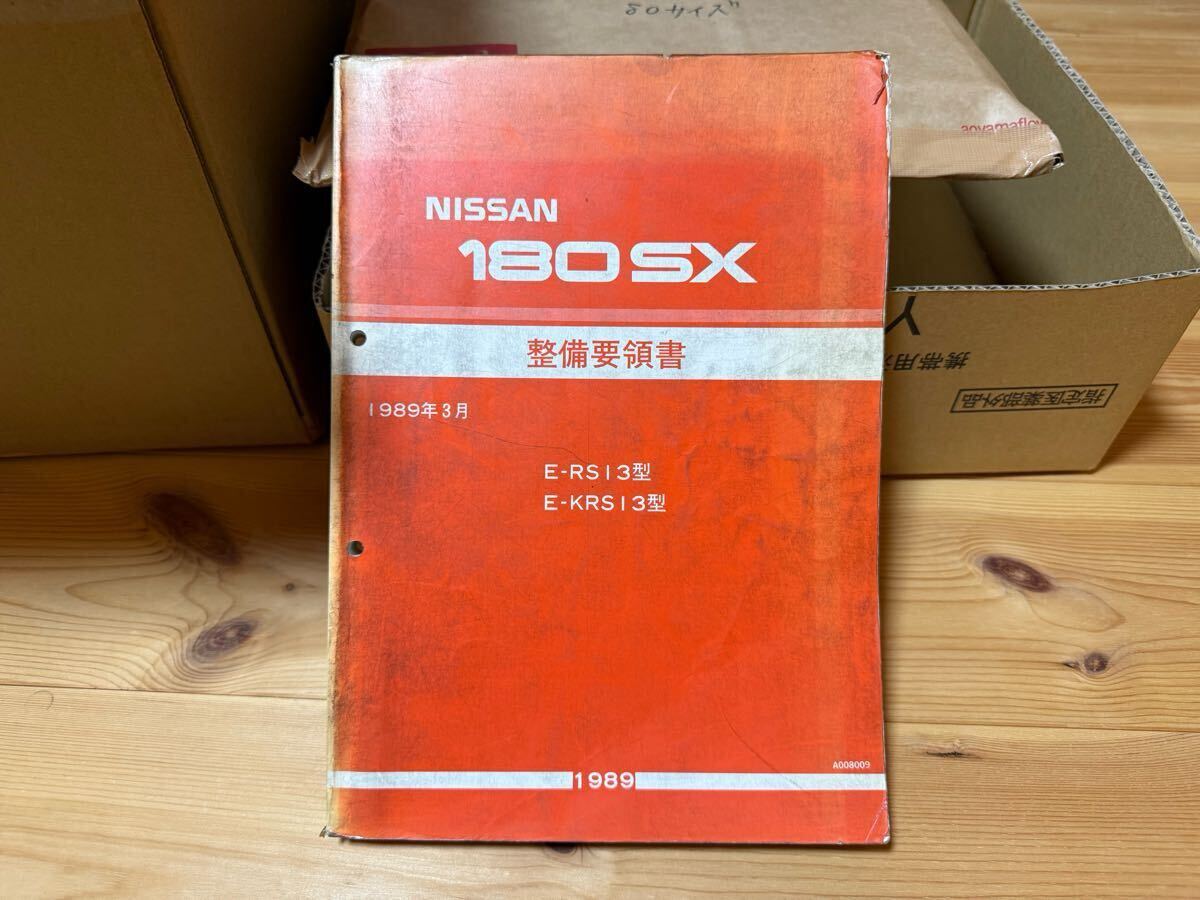 80サイズ
aoyamaflow
NISSAN
180SX
整備要領書
1989年3月
E-RS13型
E-KRS13型
A008009
1989
Y
携帯用
指定医薬部外品